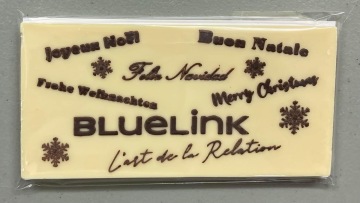 Joyeux Noël
Buon Natale
Feliz Navidad
Frohe Weihnachten
Merry Christmas
BLUELINK
L'art de la Relation